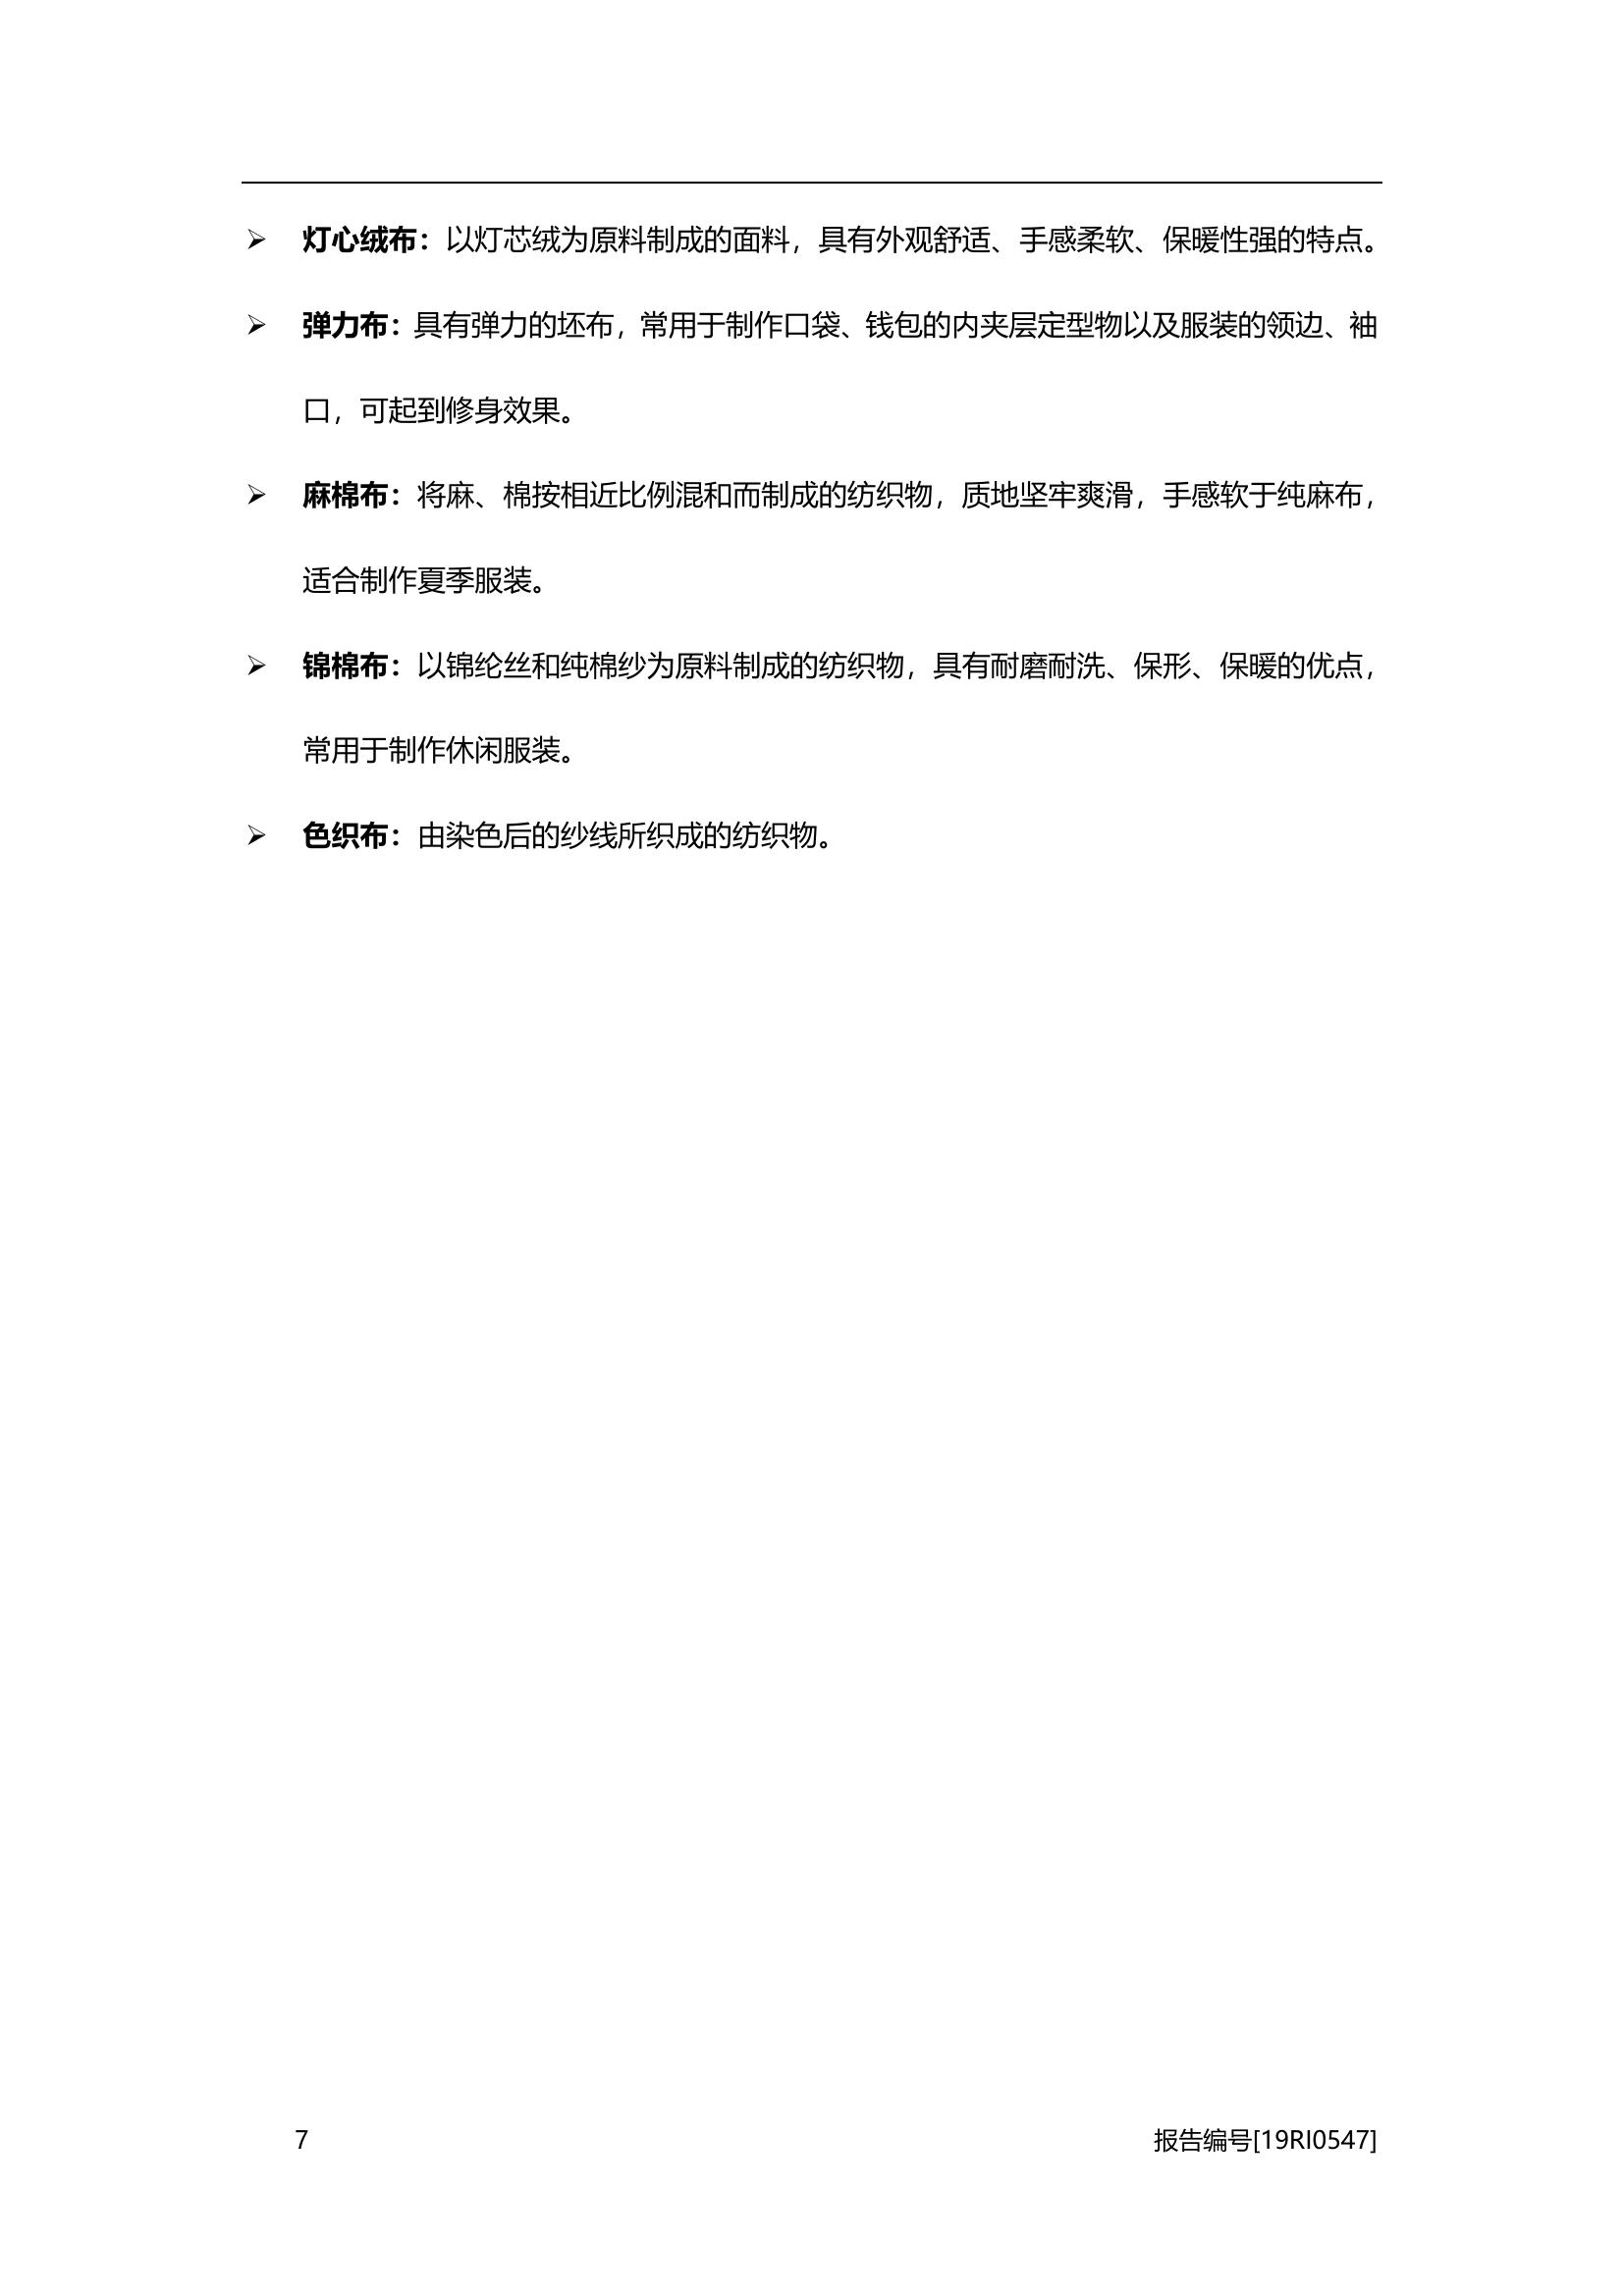 ➢ 灯心绒布：以灯芯绒为原料制成的面料，具有外观舒适、手感柔软、保暖性强的特点。
➢ 弹力布：具有弹力的坯布，常用于制作口袋、钱包的内夹层定型物以及服装的领边、袖
口，可起到修身效果。
➢ 麻棉布：将麻、棉按相近比例混和而制成的纺织物，质地坚牢爽滑，手感软于纯麻布，
适合制作夏季服装。
➢ 锦棉布：以锦纶丝和纯棉纱为原料制成的纺织物，具有耐磨耐洗、保形、保暖的优点，
常用于制作休闲服装。
➢ 色织布：由染色后的纱线所织成的纺织物。
7 报告编号[19RI0547]